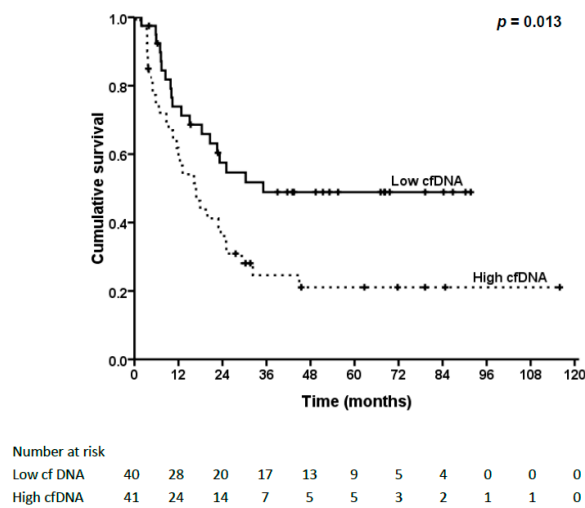 p = 0.013
1.0
0.8
0.6
0.4
0.2
0.0
Cumulative survival
Low cfDNA
High cfDNA
0 12 24 36 48 60 72 84 96 108 120
Time (months)
Number at risk
Low cf DNA 40 28 20 17 13 9 5 4 0 0 0
High cfDNA 41 24 14 7 5 5 3 2 1 1 0